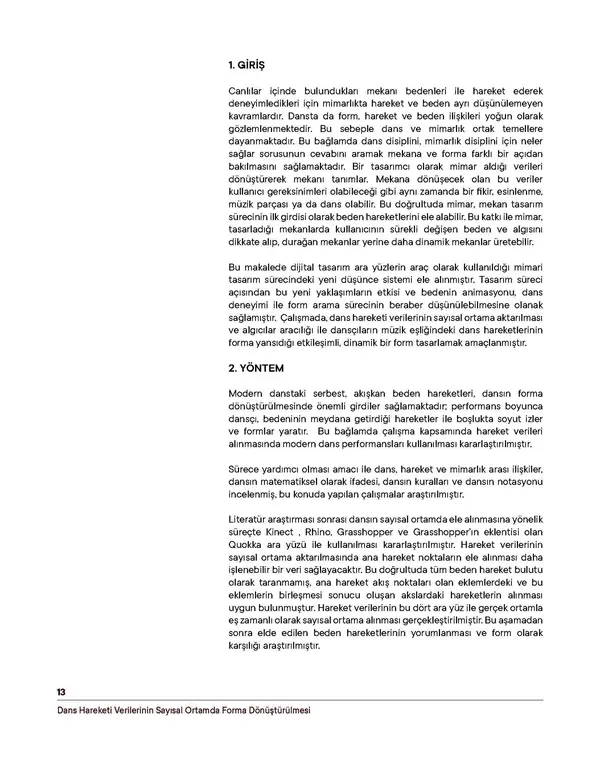 1. GİRİŞ
Canlılar içinde bulundukları mekanı bedenleri ile hareket ederek
deneyimledikleri için mimarlıkta hareket ve beden ayrı düşünülemeyen
kavramlardır. Dansta da form, hareket ve beden ilişkileri yoğun olarak
gözlemlenmektedir. Bu sebeple dans ve mimarlık ortak temellere
dayanmaktadır. Bu bağlamda dans disiplini, mimarlık disiplini için neler
sağlar sorusunun cevabını aramak mekana ve forma farklı bir açıdan
bakılmasını sağlamaktadır. Bir tasarımcı olarak mimar aldığı verileri
dönüştürerek mekanı tanımlar. Mekana dönüşecek olan bu veriler
kullanıcı gereksinimleri olabileceği gibi aynı zamanda bir fikir, esinlenme,
müzik parçası ya da dans olabilir. Bu doğrultuda mimar, mekan tasarım
sürecinin ilk girdisi olarak beden hareketlerini ele alabilir. Bu katkı ile mimar,
tasarladığı mekanlarda kullanıcının sürekli değişen beden ve algısını
dikkate alıp, durağan mekanlar yerine daha dinamik mekanlar üretebilir.
Bu makalede dijital tasarım ara yüzlerin araç olarak kullanıldığı mimari
tasarım sürecindeki yeni düşünce sistemi ele alınmıştır. Tasarım süreci
açısından bu yeni yaklaşımların etkisi ve bedenin animasyonu, dans
deneyimi ile form arama sürecinin beraber düşünülebilmesine olanak
sağlamıştır. Çalışmada, dans hareketi verilerinin sayısal ortama aktarılması
ve algıcılar aracılığı ile dansçıların müzik eşliğindeki dans hareketlerinin
forma yansıdığı etkileşimli, dinamik bir form tasarlamak amaçlanmıştır.
2. YÖNTEM
Modern danstaki serbest, akışkan beden hareketleri, dansın forma
dönüştürülmesinde önemli girdiler sağlamaktadır; performans boyunca
dansçı, bedeninin meydana getirdiği hareketler ile boşlukta soyut izler
ve formlar yaratır. Bu bağlamda çalışma kapsamında hareket verileri
alınmasında modern dans performansları kullanılması kararlaştırılmıştır.
Sürece yardımcı olması amacı ile dans, hareket ve mimarlık arası ilişkiler,
dansın matematiksel olarak ifadesi, dansın kuralları ve dansın notasyonu
incelenmiş, bu konuda yapılan çalışmalar araştırılmıştır.
Literatür araştırması sonrası dansın sayısal ortamda ele alınmasına yönelik
süreçte Kinect , Rhino, Grasshopper ve Grasshopper'ın eklentisi olan
Quokka ara yüzü ile kullanılması kararlaştırılmıştır. Hareket verilerinin
sayısal ortama aktarılmasında ana hareket noktaların ele alınması daha
işlenebilir bir veri sağlayacaktır. Bu doğrultuda tüm beden hareket bulutu
olarak taranmamış, ana hareket akış noktaları olan eklemlerdeki ve bu
eklemlerin birleşmesi sonucu oluşan akslardaki hareketlerin alınması
uygun bulunmuştur. Hareket verilerinin bu dört ara yüz ile gerçek ortamla
eş zamanlı olarak sayısal ortama alınması gerçekleştirilmiştir. Bu aşamadan
sonra elde edilen beden hareketlerinin yorumlanması ve form olarak
karşılığı araştırılmıştır.
13
Dans Hareketi Verilerinin Sayısal Ortamda Forma Dönüştürülmesi